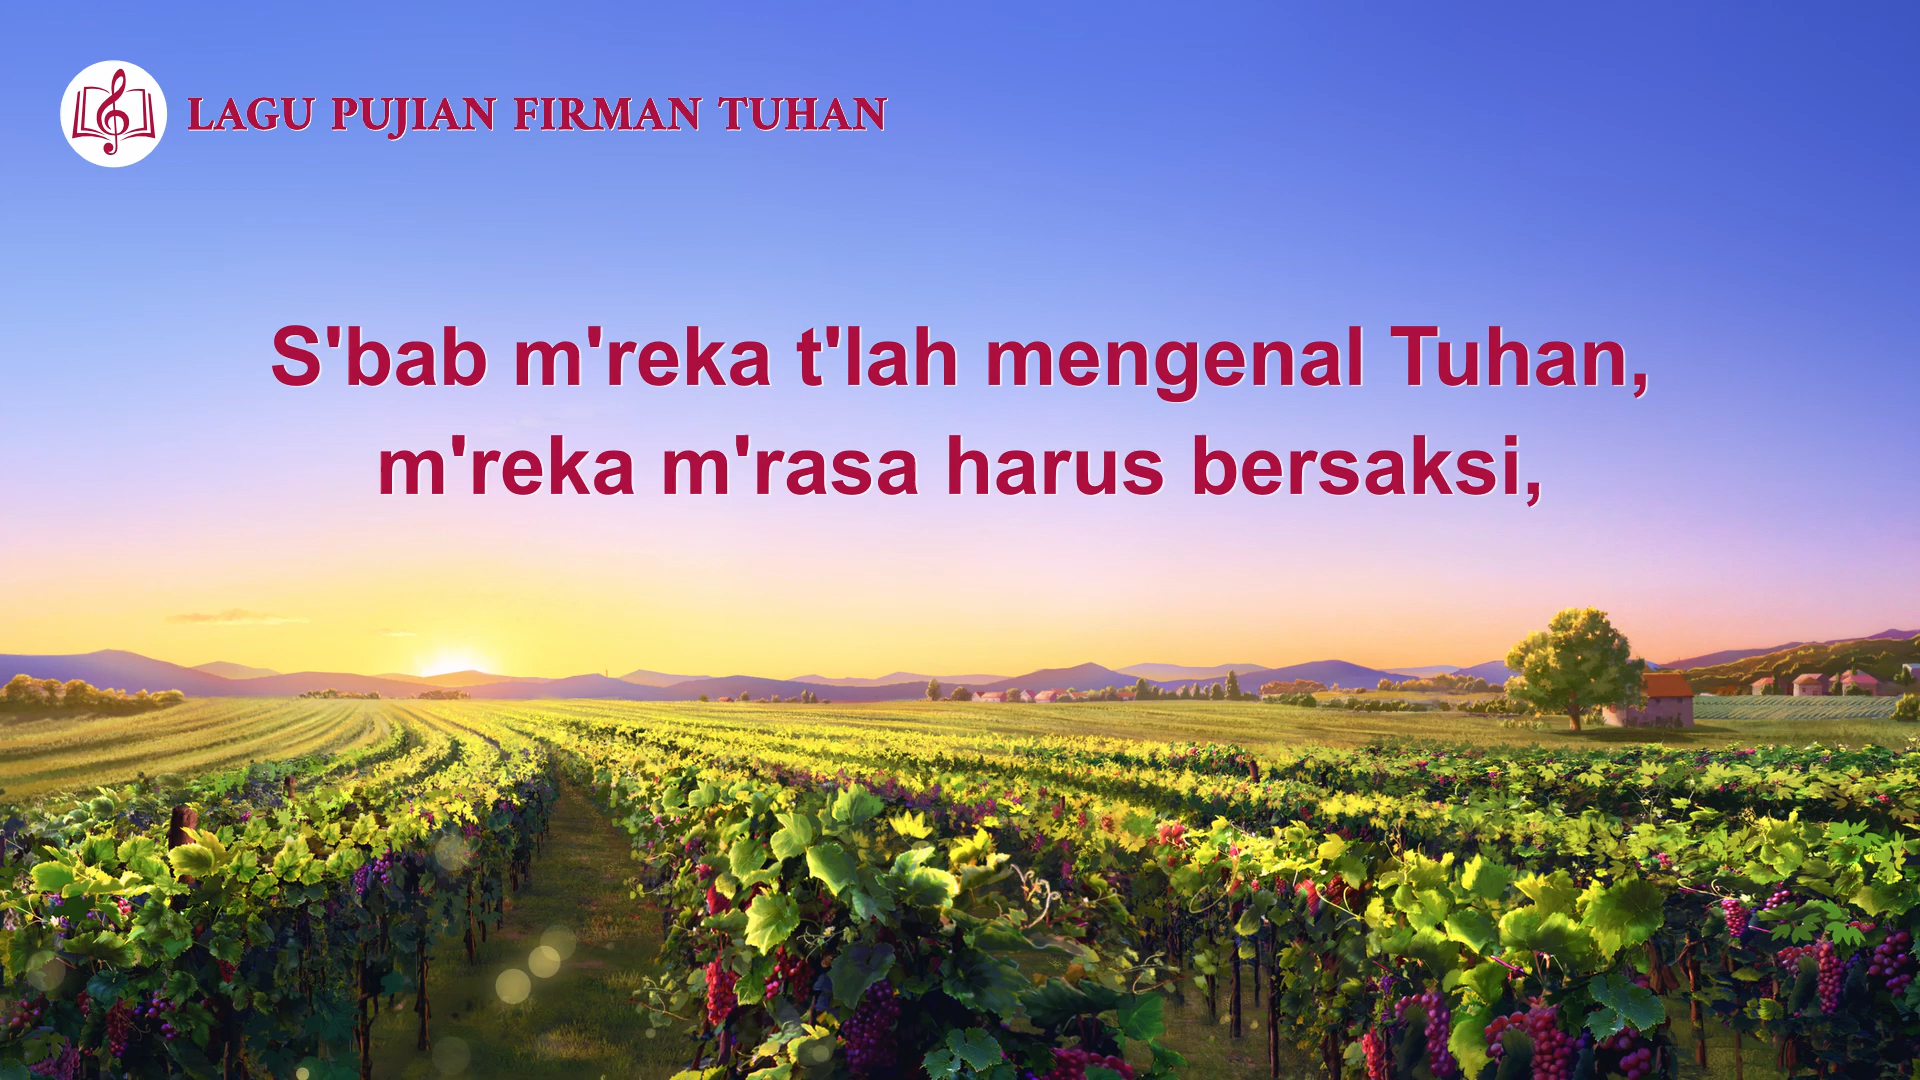 LAGU PUJIAN FIRMAN TUHAN
S'bab m'reka t'lah mengenal Tuhan,
m'reka m'rasa harus bersaksi,